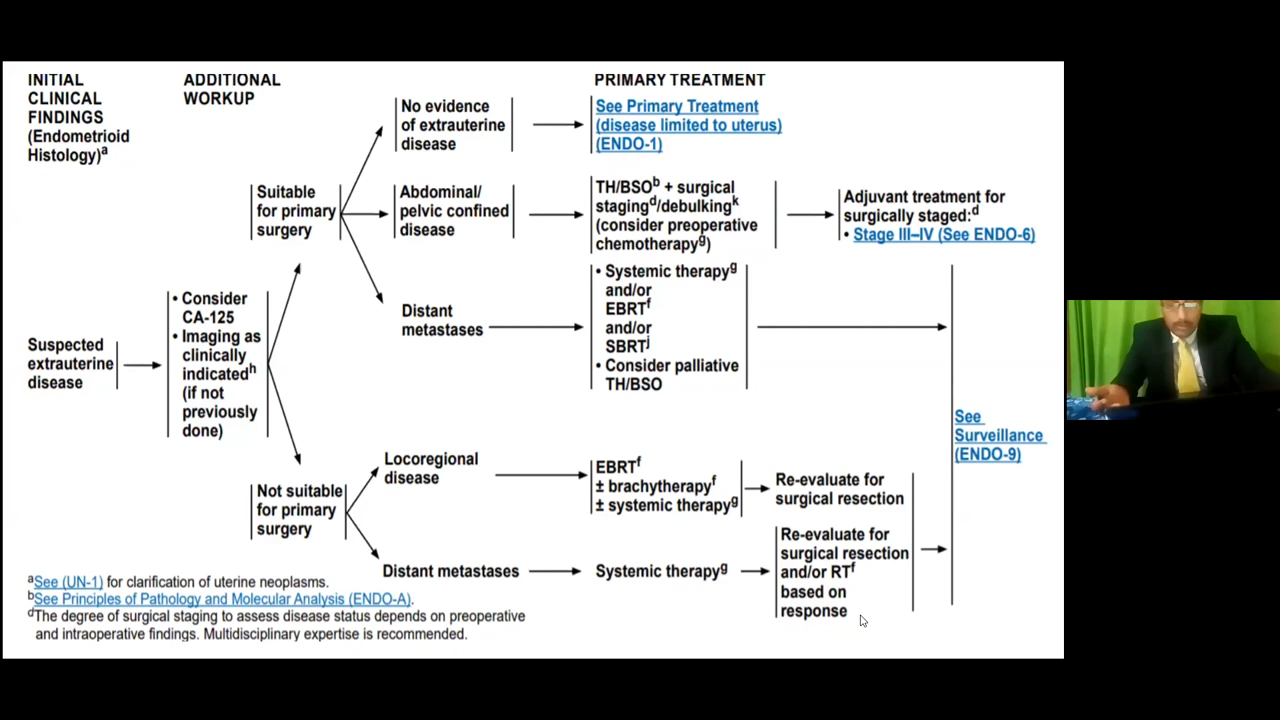 INITIAL
CLINICAL
FINDINGS
(Endometrioid
Histology)a
ADDITIONAL
WORKUP
PRIMARY TREATMENT
Suspected
extrauterine
disease
• Consider
CA-125
• Imaging as
clinically
indicatedh
(if not
previously
done)
Suitable
for primary
surgery
No evidence
of extrauterine
disease
See Primary Treatment
(disease limited to uterus)
(ENDO-1)
Abdominal/
pelvic confined
disease
TH/BSOb + surgical
stagingd/debulkingk
(consider preoperative
chemotherapyg)
Adjuvant treatment for
surgically staged:d
• Stage III–IV (See ENDO-6)
Distant
metastases
• Systemic therapyg
and/or
EBRTf
and/or
SBRTj
• Consider palliative
TH/BSO
Not suitable
for primary
surgery
Locoregional
disease
EBRTf
± brachytherapyf
± systemic therapyg
Re-evaluate for
surgical resection
Distant metastases
Systemic therapyg
Re-evaluate for
surgical resection
and/or RTf
based on
response
See
Surveillance
(ENDO-9)
aSee (UN-1) for clarification of uterine neoplasms.
bSee Principles of Pathology and Molecular Analysis (ENDO-A).
dThe degree of surgical staging to assess disease status depends on preoperative
and intraoperative findings. Multidisciplinary expertise is recommended.